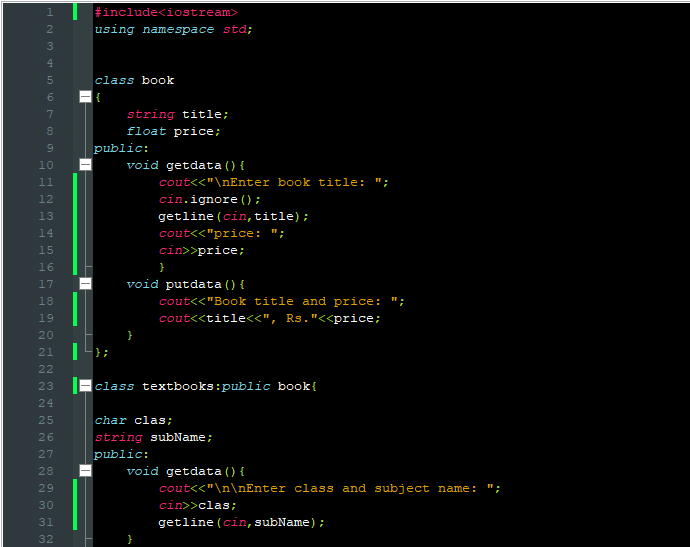 1 #include<iostream>
2 using namespace std;
3
4
5 class book
6 {
7 string title;
8 float price;
9 public:
10 void getdata(){
11 cout<<"\nEnter book title: ";
12 cin.ignore();
13 getline(cin,title);
14 cout<<"price: ";
15 cin>>price;
16 }
17 void putdata(){
18 cout<<"Book title and price: ";
19 cout<<title<<", Rs."<<price;
20 }
21 };
22
23 class textbooks:public book{
24
25 char clas;
26 string subName;
27 public:
28 void getdata(){
29 cout<<"\n\nEnter class and subject name: ";
30 cin>>clas;
31 getline(cin,subName);
32 }